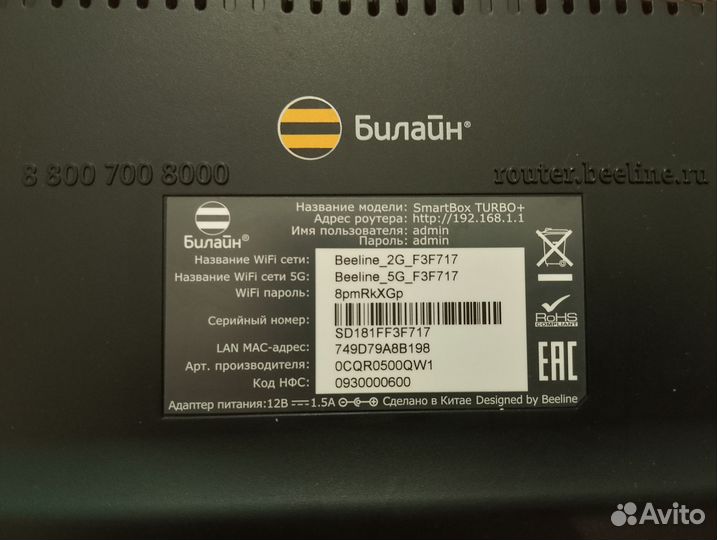 Билайн®
8 800 700 8000
router.beeline.ru
Билайн®
Название модели: SmartBox TURBO+
Адрес роутера: http://192.168.1.1
Имя пользователя: admin
Пароль: admin
Название WiFi сети: Beeline_2G_F3F717
Название WiFi сети 5G: Beeline_5G_F3F717
WiFi пароль: 8pmRkXGp
Серийный номер:
SD181FF3F717
LAN MAC-адрес: 749D79A8B198
Арт. производителя: 0CQR0500QW1
Код НФС: 0930000600
Адаптер питания:12В 1.5А Сделано в Китае Designed by Beeline
RoHS
COMPLIANT
EAC
Avito